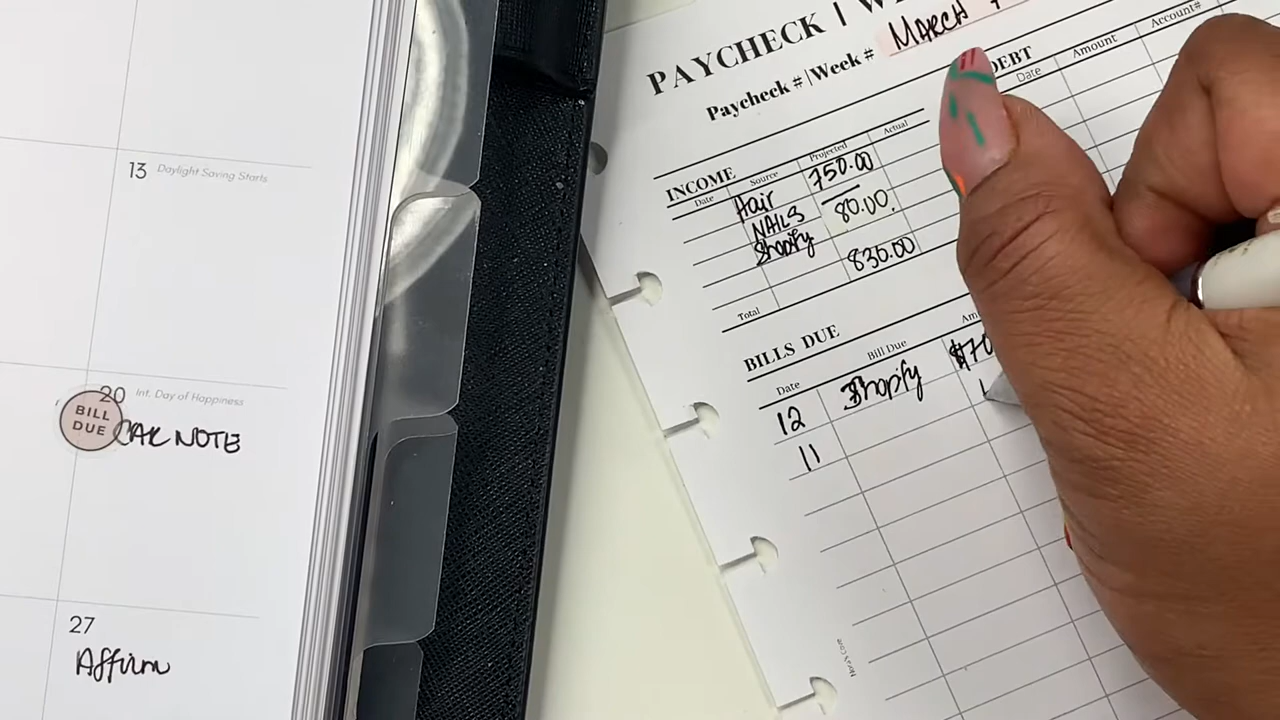 13 Daylight Saving Starts
20 Int. Day of Happiness
BILL
DUE
CAR NOTE
27
Affirm
PAYCHECK | W
Paycheck #|Week # MARCH
INCOME
Date Source Projected Actual
Hair 750.00
NAILS 80.00
Shopify
830.00
Total
DEBT
Date Amount Account#
BILLS DUE
Date Bill Due Am
12 Shopify $70
11